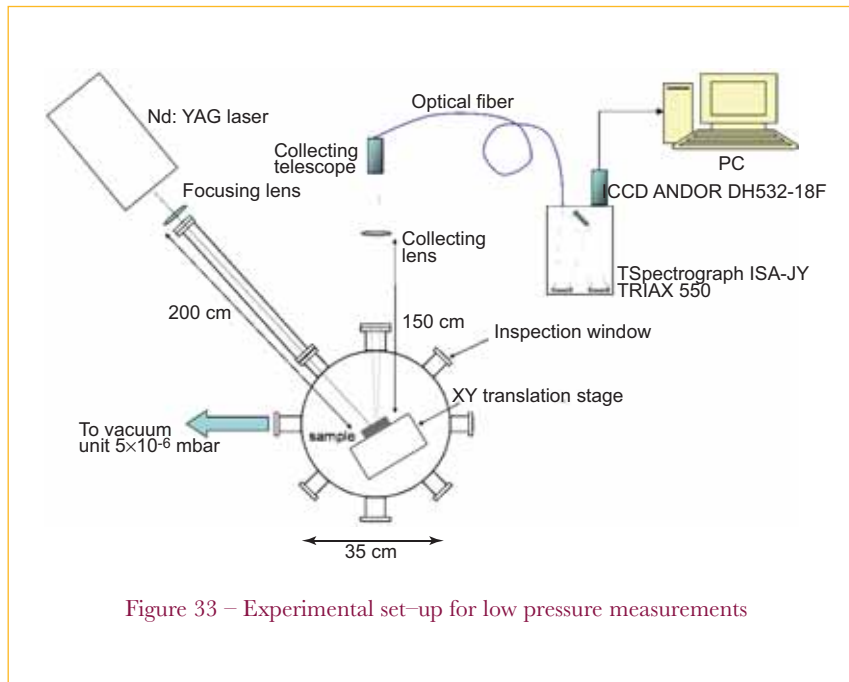 Nd: YAG laser
Optical fiber
Collecting
telescope
PC
Focusing lens
ICCD ANDOR DH532-18F
Collecting
lens
TSpectrograph ISA-JY
TRIAX 550
200 cm
150 cm
Inspection window
XY translation stage
To vacuum
unit 5×10-6 mbar
sample
35 cm
Figure 33 – Experimental set–up for low pressure measurements